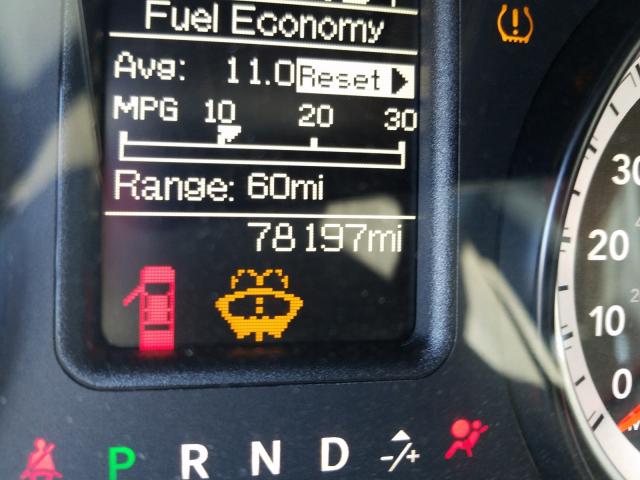 Fuel Economy
Avg: 11.0 Reset
MPG 10 20 30
Range: 60mi
78197mi
P R N D -/+
30
20
10
0